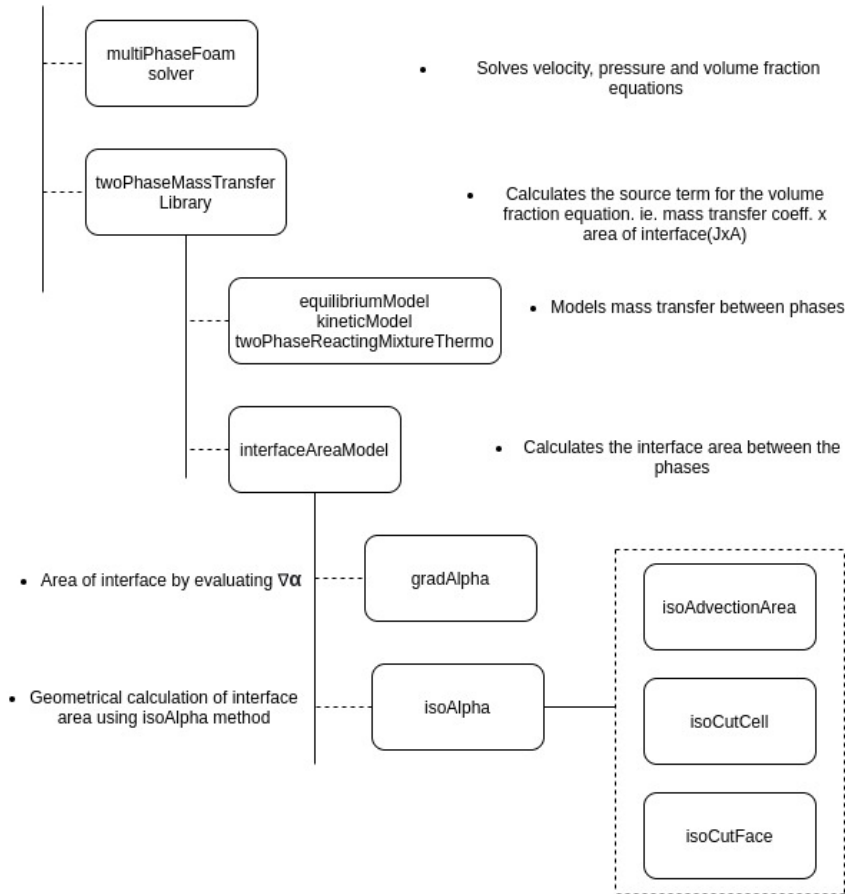 multiPhaseFoam
solver
• Solves velocity, pressure and volume fraction
equations
twoPhaseMassTransfer
Library
• Calculates the source term for the volume
fraction equation. ie. mass transfer coeff. x
area of interface(JxA)
equilibriumModel
kineticModel
twoPhaseReactingMixtureThermo
• Models mass transfer between phases
interfaceAreaModel
• Calculates the interface area between the
phases
• Area of interface by evaluating ∇α
gradAlpha
isoAdvectionArea
• Geometrical calculation of interface
area using isoAlpha method
isoAlpha
isoCutCell
isoCutFace